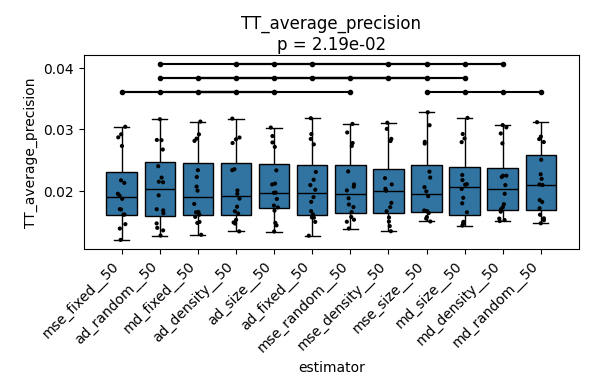 TT_average_precision
p = 2.19e-02
TT_average_precision
0.04
0.03
0.02
mse_fixed__50
ad_random__50
md_fixed__50
ad_density__50
ad_size__50
ad_fixed__50
mse_random__50
mse_density__50
mse_size__50
md_size__50
md_density__50
md_random__50
estimator